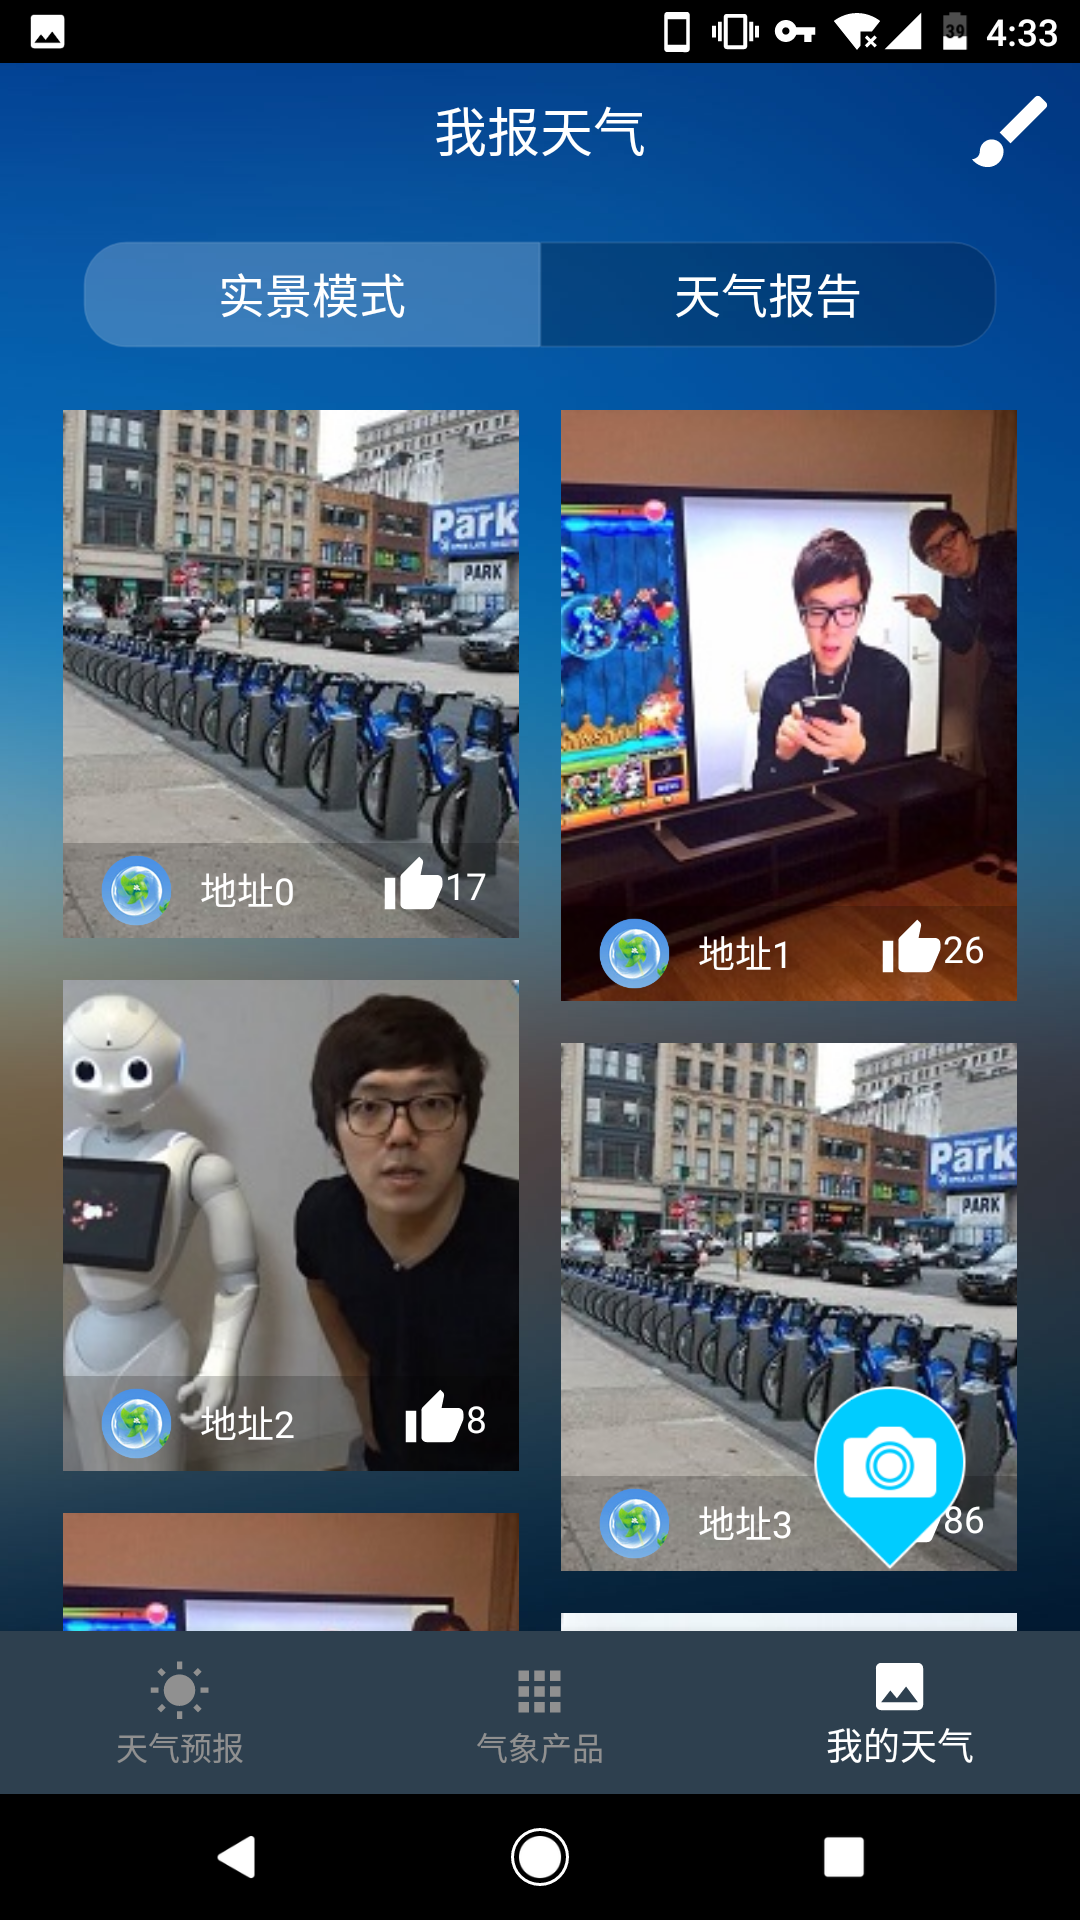 39 4:33
我报天气
实景模式 天气报告
Park
PARK
地址0 17
地址1 26
地址2 8
Park
PARK
地址3 86
天气预报 气象产品 我的天气